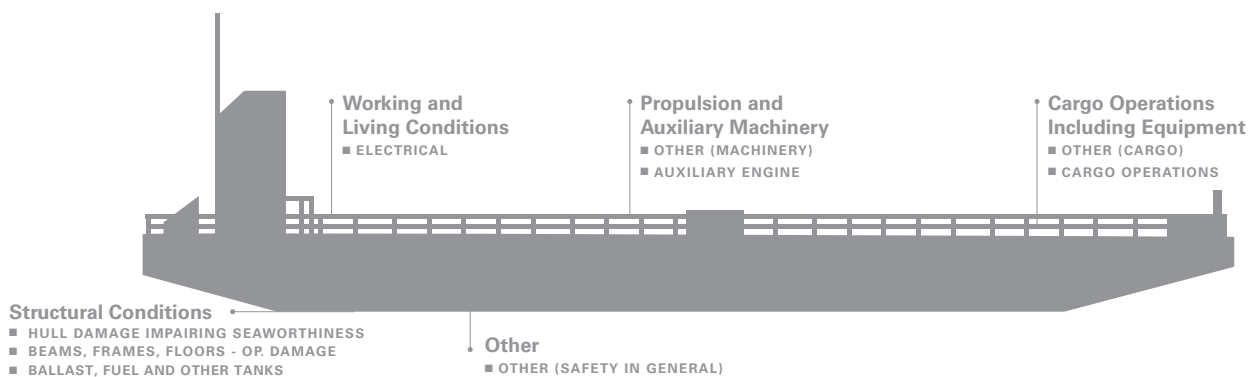 Working and
Living Conditions
■ ELECTRICAL
Propulsion and
Auxiliary Machinery
■ OTHER (MACHINERY)
■ AUXILIARY ENGINE
Cargo Operations
Including Equipment
■ OTHER (CARGO)
■ CARGO OPERATIONS
Structural Conditions
■ HULL DAMAGE IMPAIRING SEAWORTHINESS
■ BEAMS, FRAMES, FLOORS - OP. DAMAGE
■ BALLAST, FUEL AND OTHER TANKS
Other
■ OTHER (SAFETY IN GENERAL)